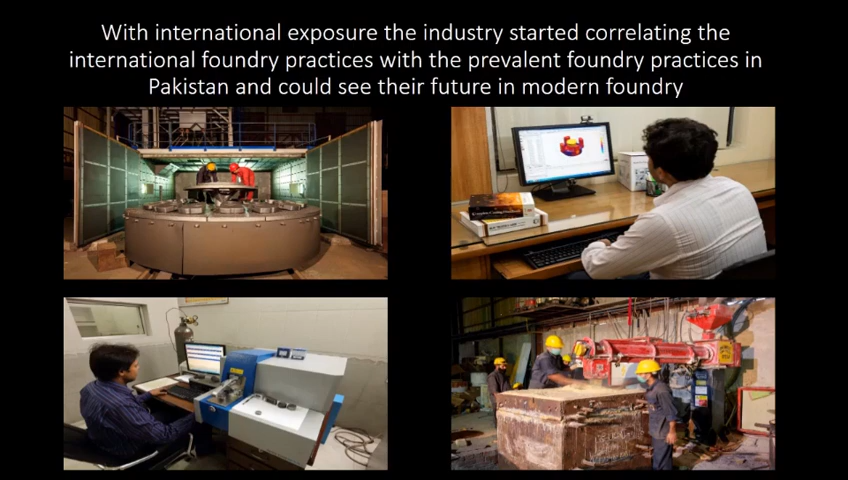 With international exposure the industry started correlating the
international foundry practices with the prevalent foundry practices in
Pakistan and could see their future in modern foundry